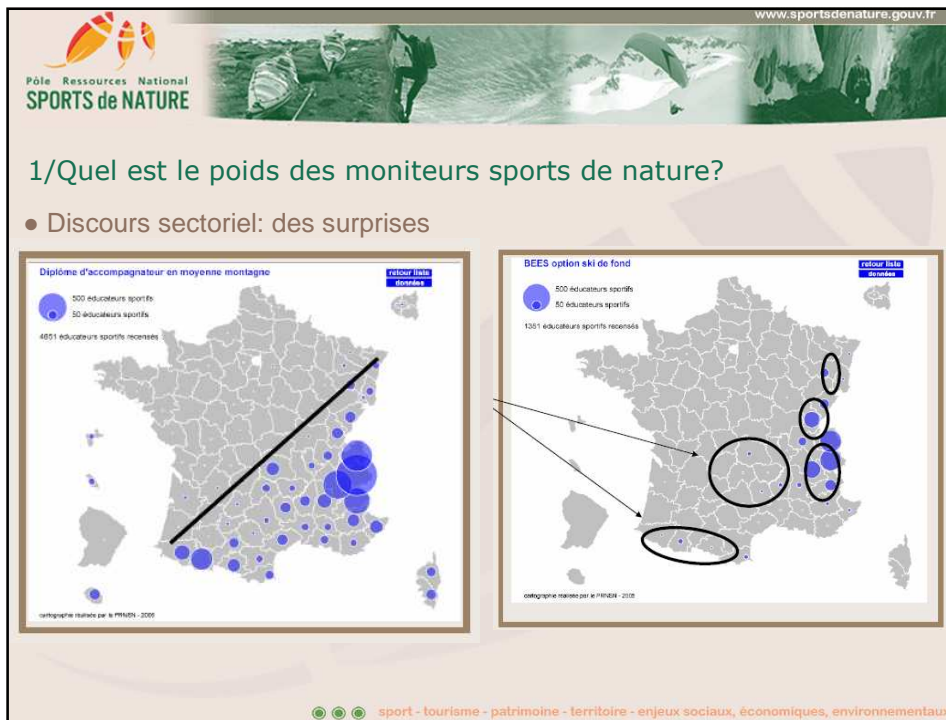 www.sportsdenature.gouv.fr
Pôle Ressources National
SPORTS de NATURE
1/Quel est le poids des moniteurs sports de nature?
● Discours sectoriel: des surprises
Diplôme d'accompagnateur en moyenne montagne
retour liste
données
500 éducateurs sportifs
50 éducateurs sportifs
4651 éducateurs sportifs recensés
cartographie réalisée par le PRNSN - 2005
BEES option ski de fond
retour liste
données
500 éducateurs sportifs
50 éducateurs sportifs
1351 éducateurs sportifs recensés
cartographie réalisée par le PRNSN - 2005
sport - tourisme - patrimoine - territoire - enjeux sociaux, économiques, environnementaux